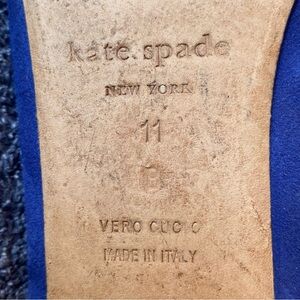 kate spade
NEW YORK
11
B
VERO CUOIO
MADE IN ITALY